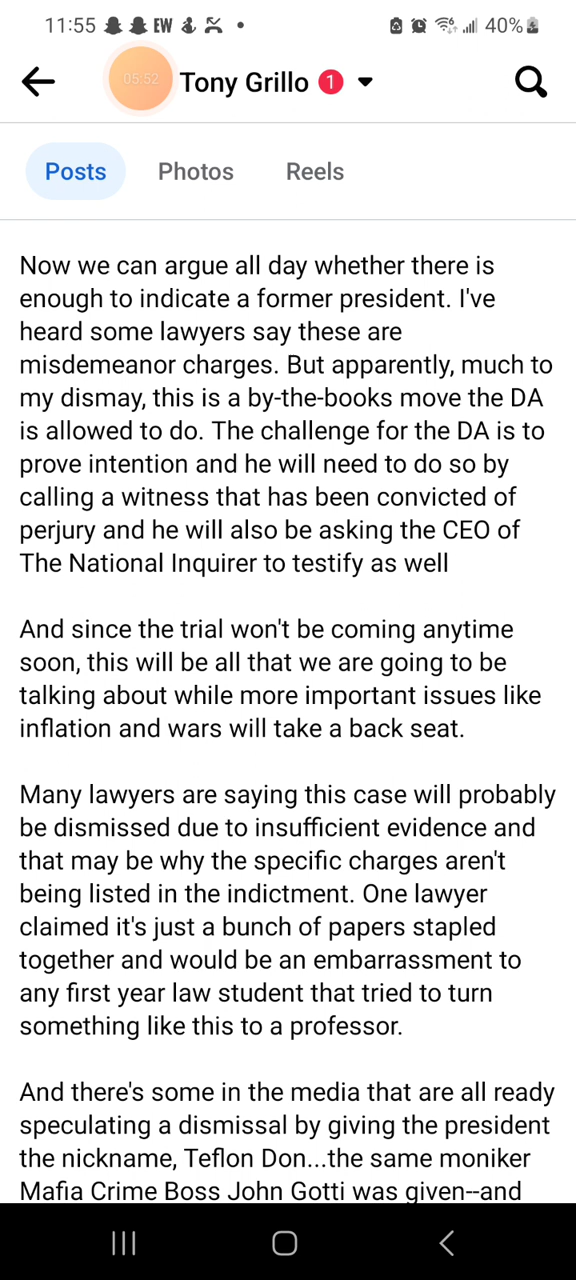 11:55 EW 40%
05:52 Tony Grillo 1
Posts Photos Reels
Now we can argue all day whether there is
enough to indicate a former president. I've
heard some lawyers say these are
misdemeanor charges. But apparently, much to
my dismay, this is a by-the-books move the DA
is allowed to do. The challenge for the DA is to
prove intention and he will need to do so by
calling a witness that has been convicted of
perjury and he will also be asking the CEO of
The National Inquirer to testify as well
And since the trial won't be coming anytime
soon, this will be all that we are going to be
talking about while more important issues like
inflation and wars will take a back seat.
Many lawyers are saying this case will probably
be dismissed due to insufficient evidence and
that may be why the specific charges aren't
being listed in the indictment. One lawyer
claimed it's just a bunch of papers stapled
together and would be an embarrassment to
any first year law student that tried to turn
something like this to a professor.
And there's some in the media that are all ready
speculating a dismissal by giving the president
the nickname, Teflon Don...the same moniker
Mafia Crime Boss John Gotti was given--and